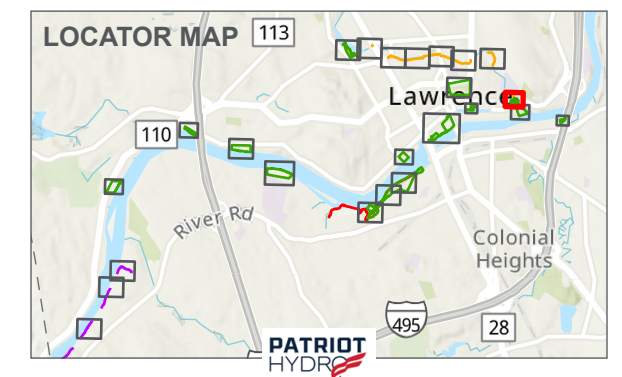 LOCATOR MAP
113
Lawrence
110
River Rd
Colonial
Heights
495
28
PATRIOT
HYDRO